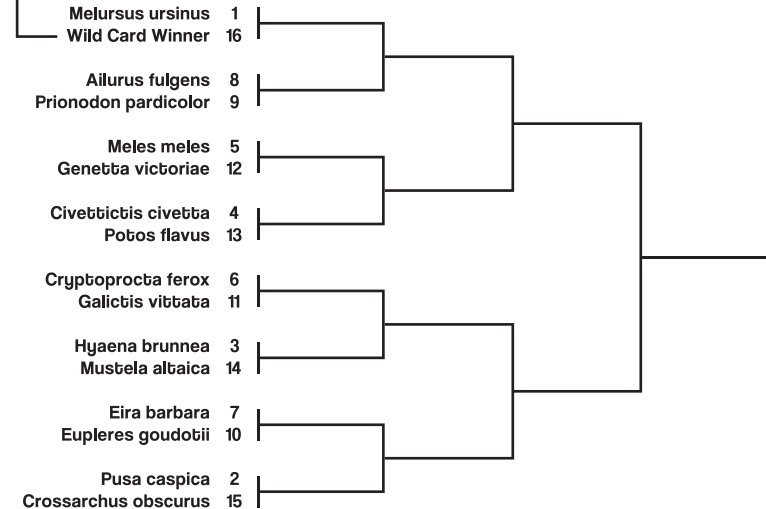 Melursus ursinus 1
Wild Card Winner 16
Ailurus fulgens 8
Prionodon pardicolor 9
Meles meles 5
Genetta victoriae 12
Civettictis civetta 4
Potos flavus 13
Cryptoprocta ferox 6
Galictis vittata 11
Hyaena brunnea 3
Mustela altaica 14
Eira barbara 7
Eupleres goudotii 10
Pusa caspica 2
Crossarchus obscurus 15